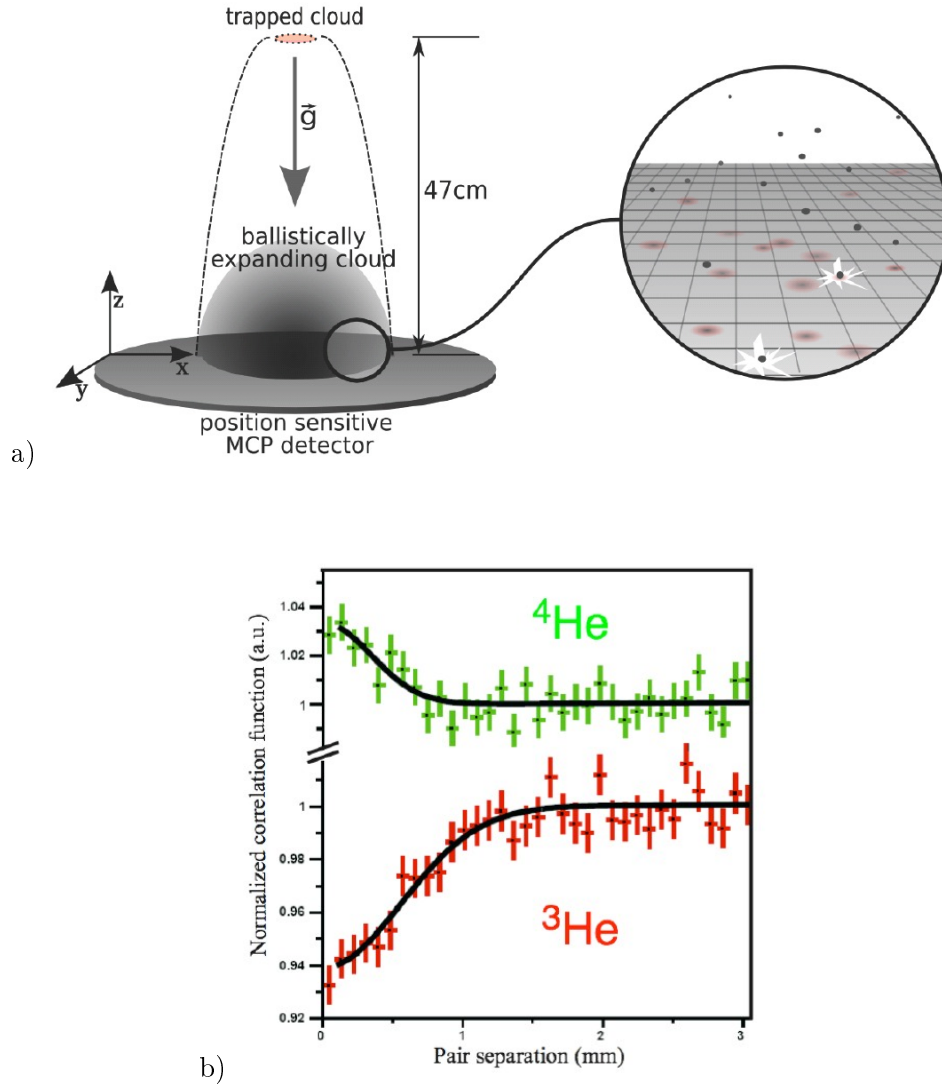 trapped cloud
g
47cm
ballistically
expanding cloud
z
x
y
position sensitive
MCP detector
a)
Normalized correlation function (a.u.)
1.04
1.02
1
1
0.98
0.96
0.94
0.92
⁴He
³He
0 1 2 3
Pair separation (mm)
b)